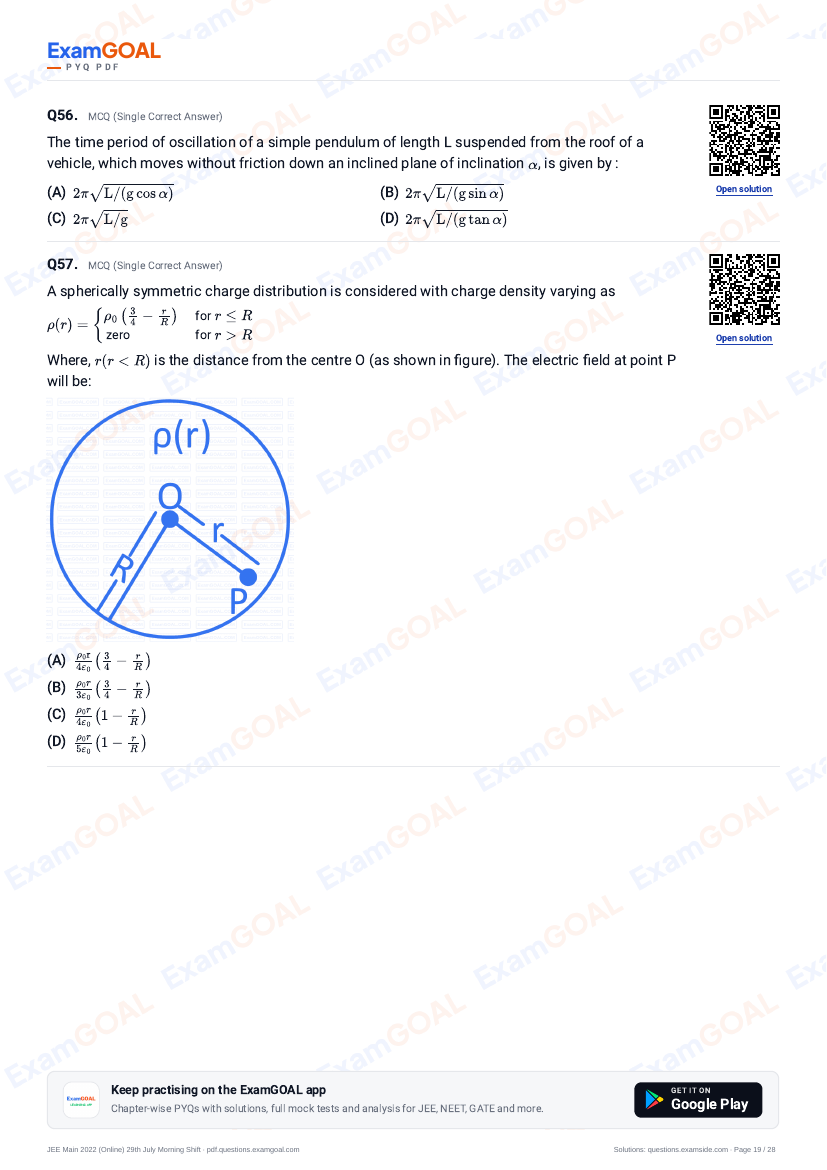 ExamGOAL
PYQ PDF
Q56. MCQ (Single Correct Answer)
The time period of oscillation of a simple pendulum of length L suspended from the roof of a
vehicle, which moves without friction down an inclined plane of inclination α, is given by :
(A) 2π√L/(g cos α) (B) 2π√L/(g sin α)
(C) 2π√L/g (D) 2π√L/(g tan α)
Open solution
Q57. MCQ (Single Correct Answer)
A spherically symmetric charge distribution is considered with charge density varying as
ρ(r) = { ρ₀ (3/4 − r/R) for r ≤ R
zero for r > R
Open solution
Where, r(r < R) is the distance from the centre O (as shown in figure). The electric field at point P
will be:
ρ(r)
O
r
R
P
(A) ρ₀r/4ε₀ (3/4 − r/R)
(B) ρ₀r/3ε₀ (3/4 − r/R)
(C) ρ₀r/4ε₀ (1 − r/R)
(D) ρ₀r/5ε₀ (1 − r/R)
ExamGOAL
Keep practising on the ExamGOAL app
Chapter-wise PYQs with solutions, full mock tests and analysis for JEE, NEET, GATE and more.
GET IT ON
Google Play
JEE Main 2022 (Online) 29th July Morning Shift · pdf.questions.examgoal.com
Solutions: questions.examside.com · Page 19 / 28